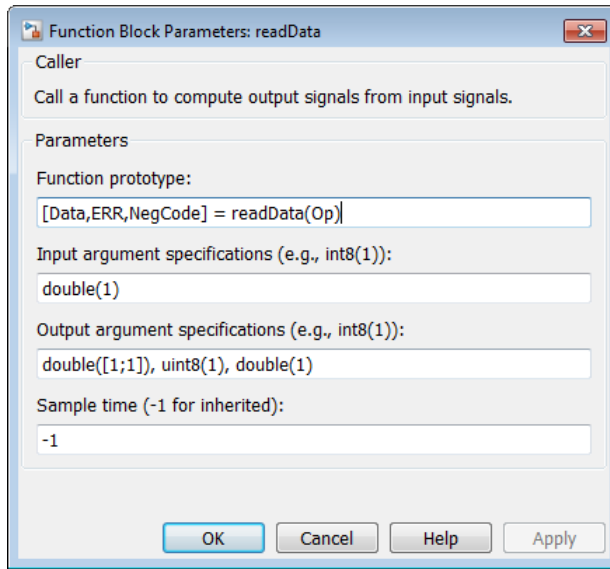 Function Block Parameters: readData
Caller
Call a function to compute output signals from input signals.
Parameters
Function prototype:
[Data,ERR,NegCode] = readData(Op)
Input argument specifications (e.g., int8(1)):
double(1)
Output argument specifications (e.g., int8(1)):
double([1;1]), uint8(1), double(1)
Sample time (-1 for inherited):
-1
OK Cancel Help Apply